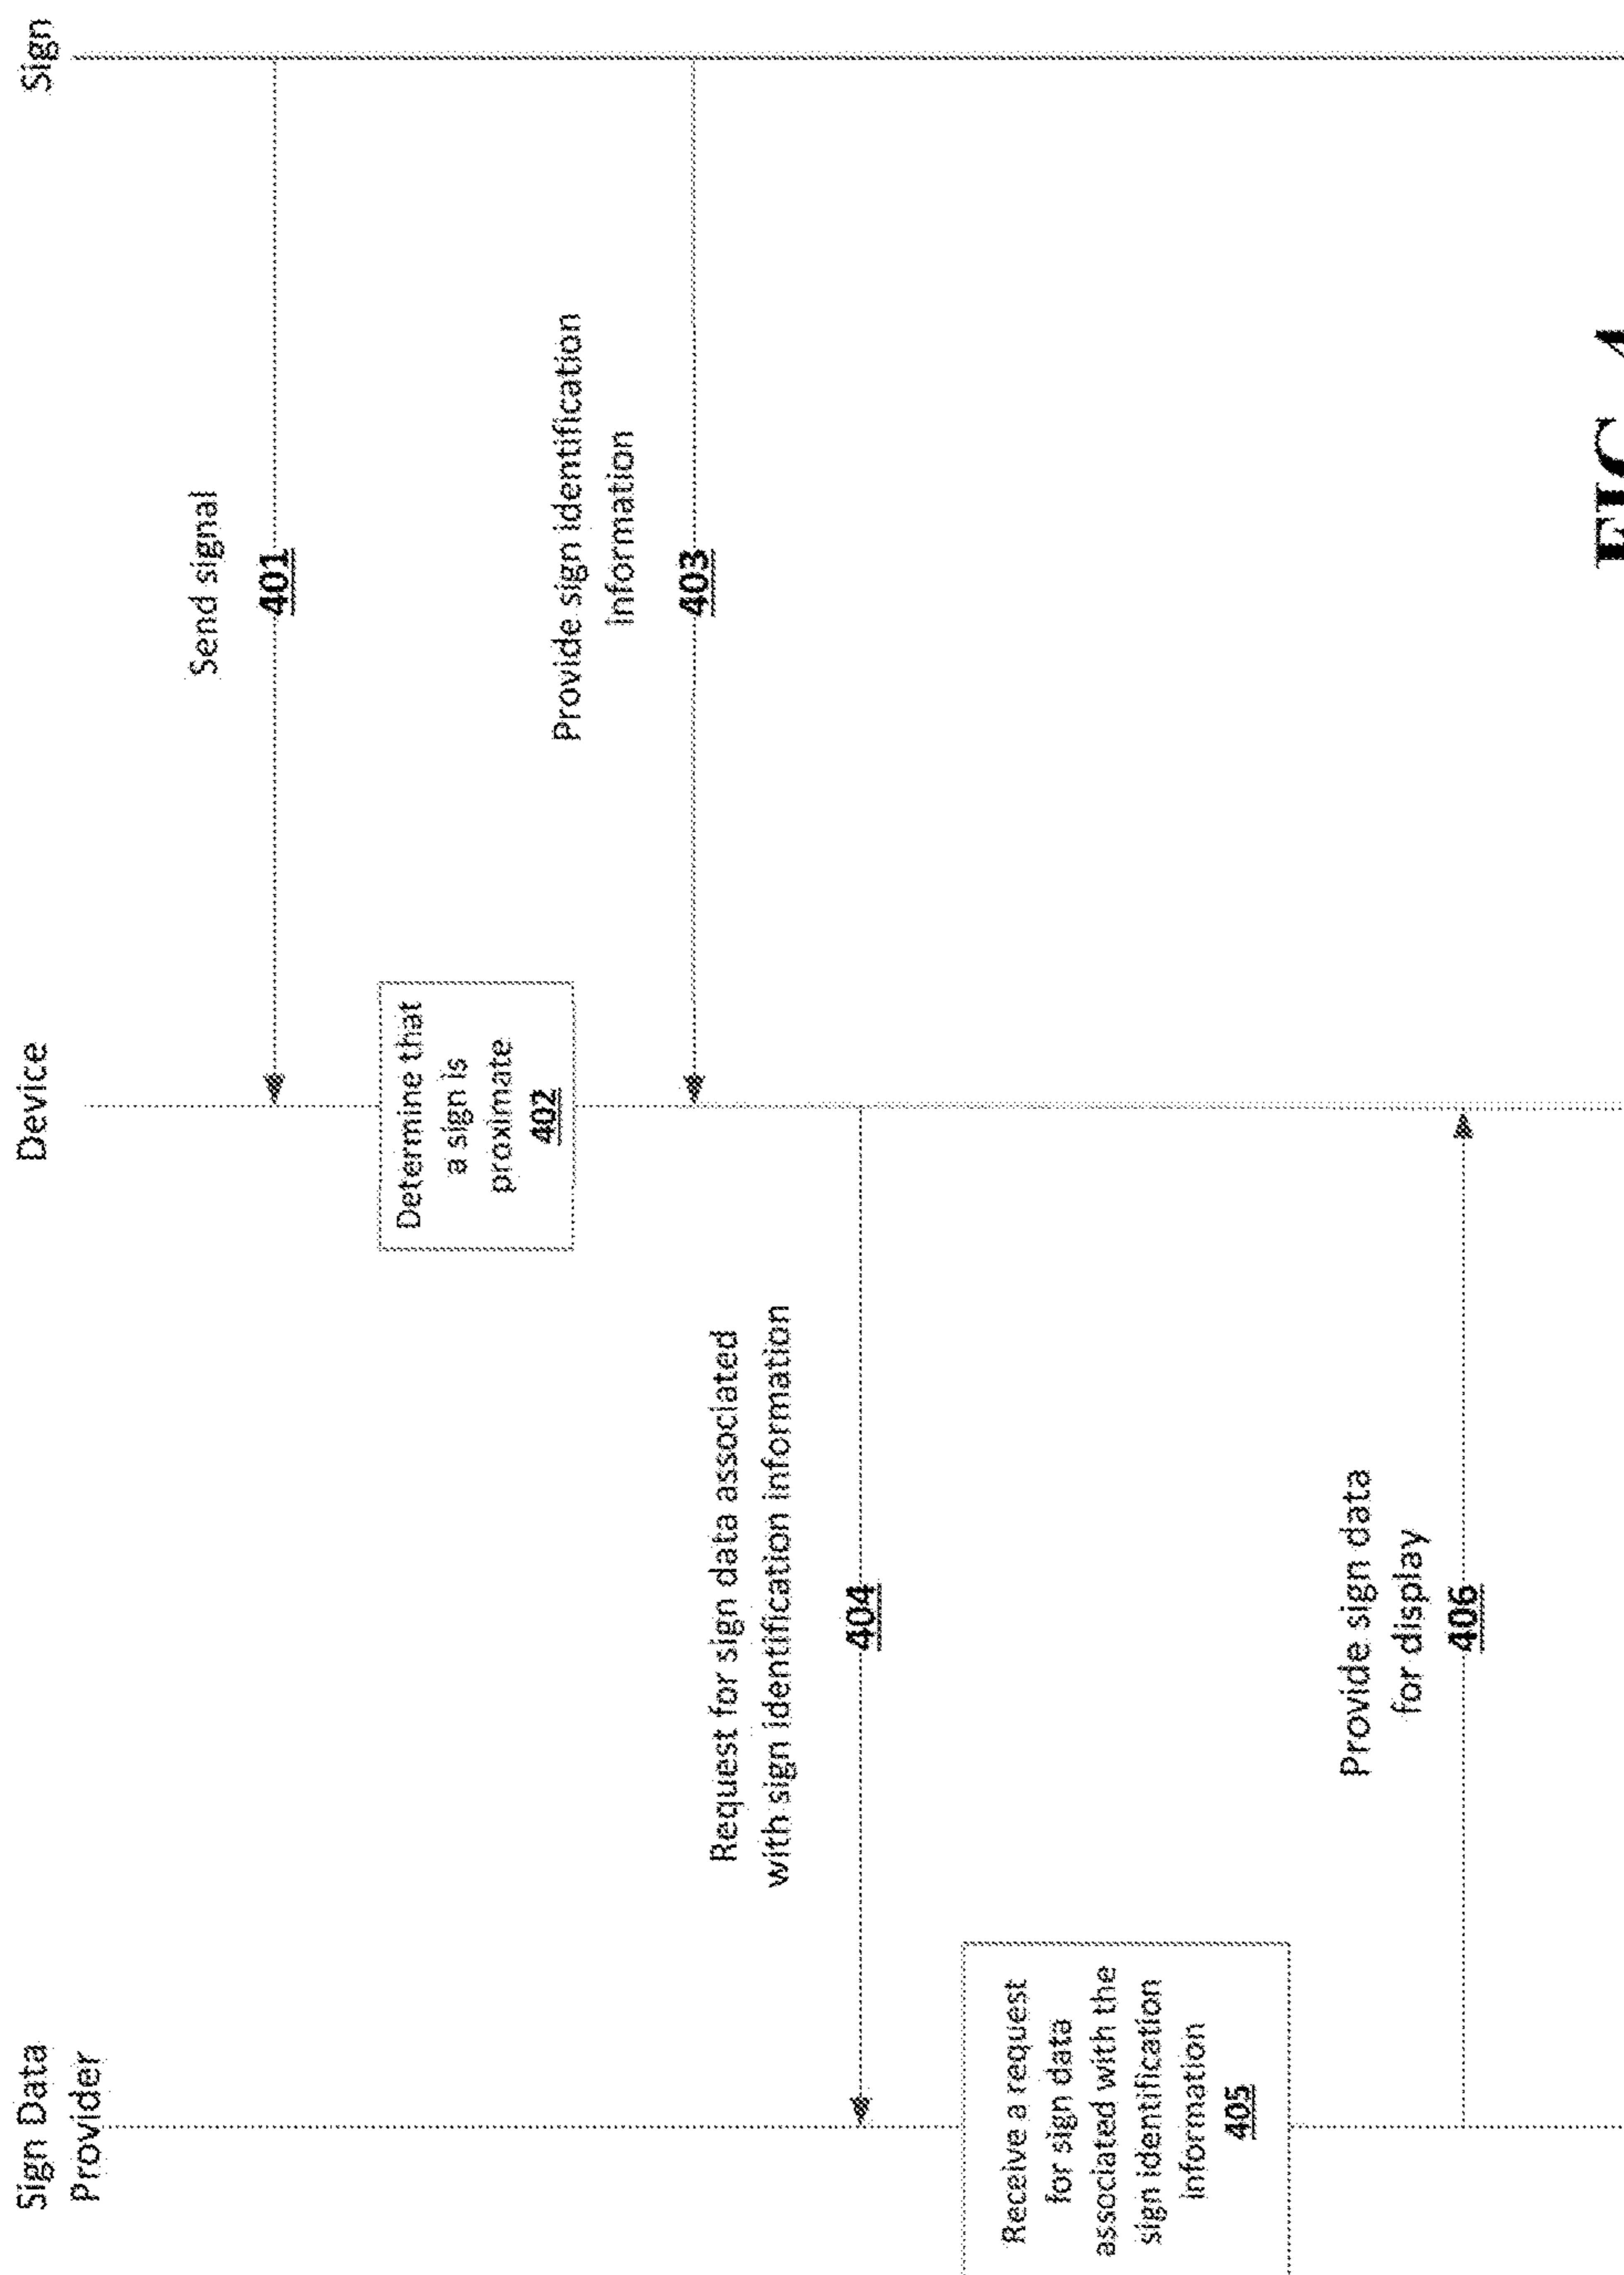 Sign Data
Provider
Device
Sign
Send signal
401
Determine that
a sign is
proximate
402
Provide sign identification
information
403
Request for sign data associated
with sign identification information
404
Receive a request
for sign data
associated with the
sign identification
information
405
Provide sign data
for display
406
FIG. 4